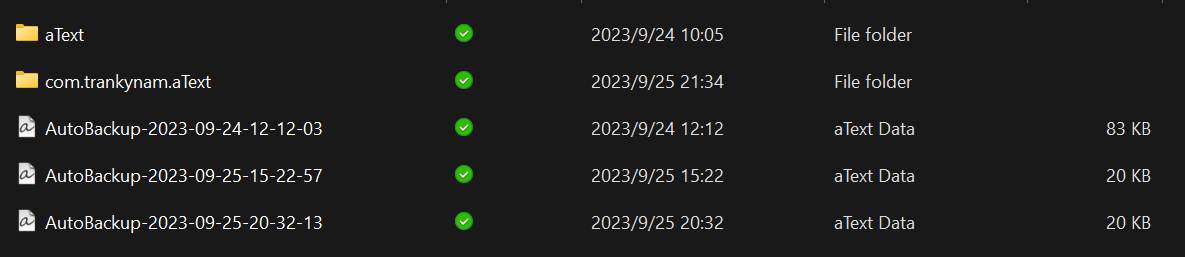 aText 2023/9/24 10:05 File folder
com.trankynam.aText 2023/9/25 21:34 File folder
AutoBackup-2023-09-24-12-12-03 2023/9/24 12:12 aText Data 83 KB
AutoBackup-2023-09-25-15-22-57 2023/9/25 15:22 aText Data 20 KB
AutoBackup-2023-09-25-20-32-13 2023/9/25 20:32 aText Data 20 KB